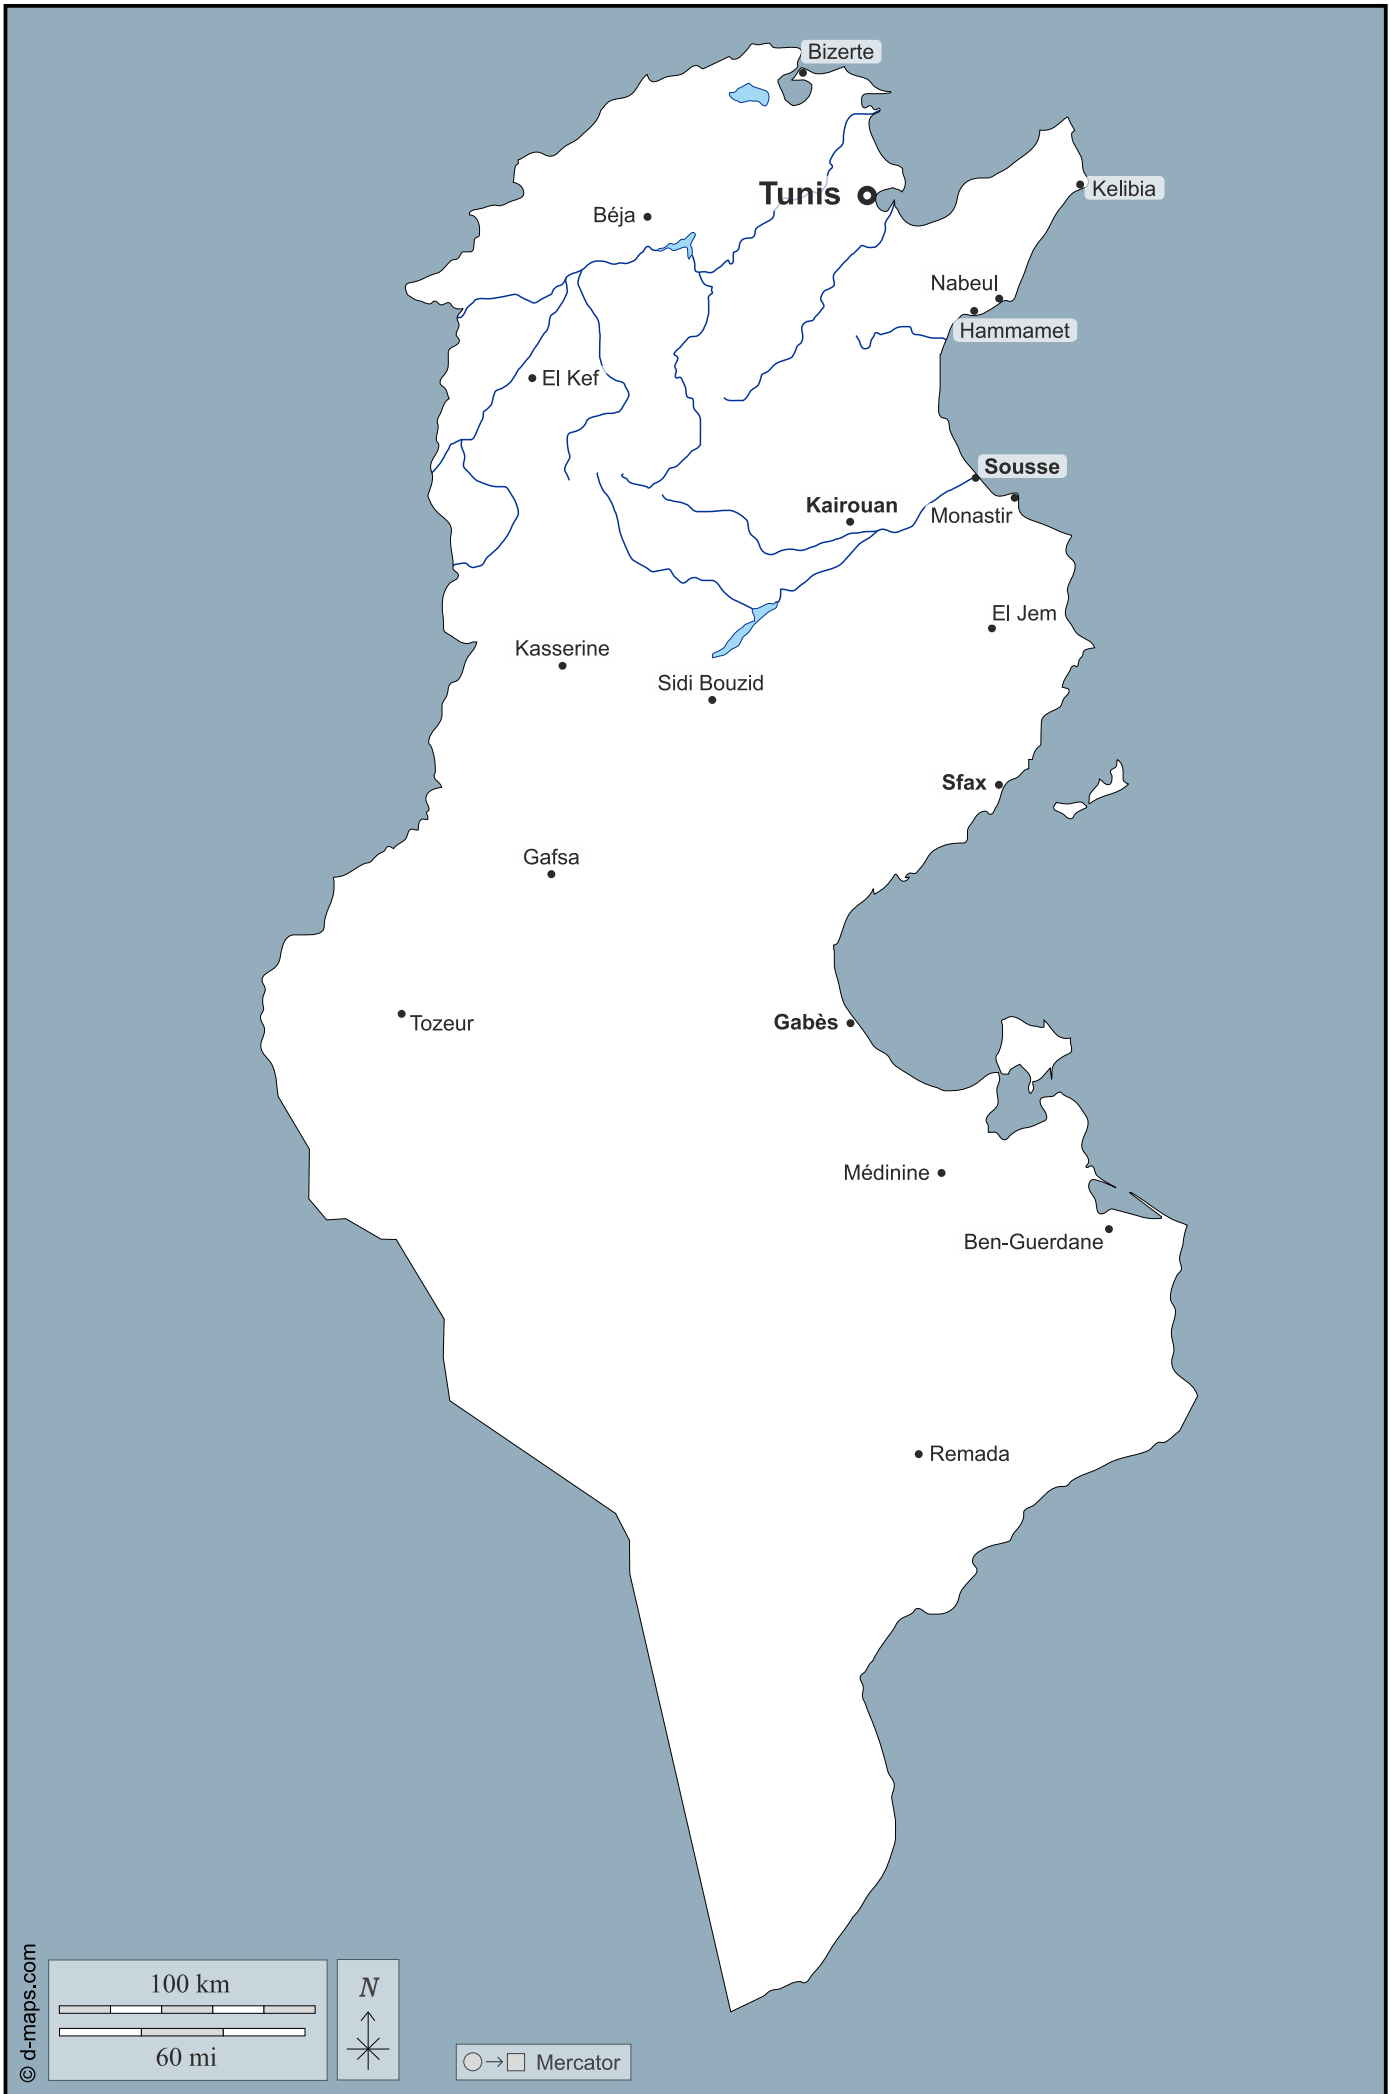 Bizerte
Kelibia
Tunis
Béja
Nabeul
Hammamet
El Kef
Sousse
Kairouan
Monastir
El Jem
Kasserine
Sidi Bouzid
Sfax
Gafsa
Tozeur
Gabès
Médinine
Ben-Guerdane
Remada
© d-maps.com
100 km
60 mi
N
Mercator